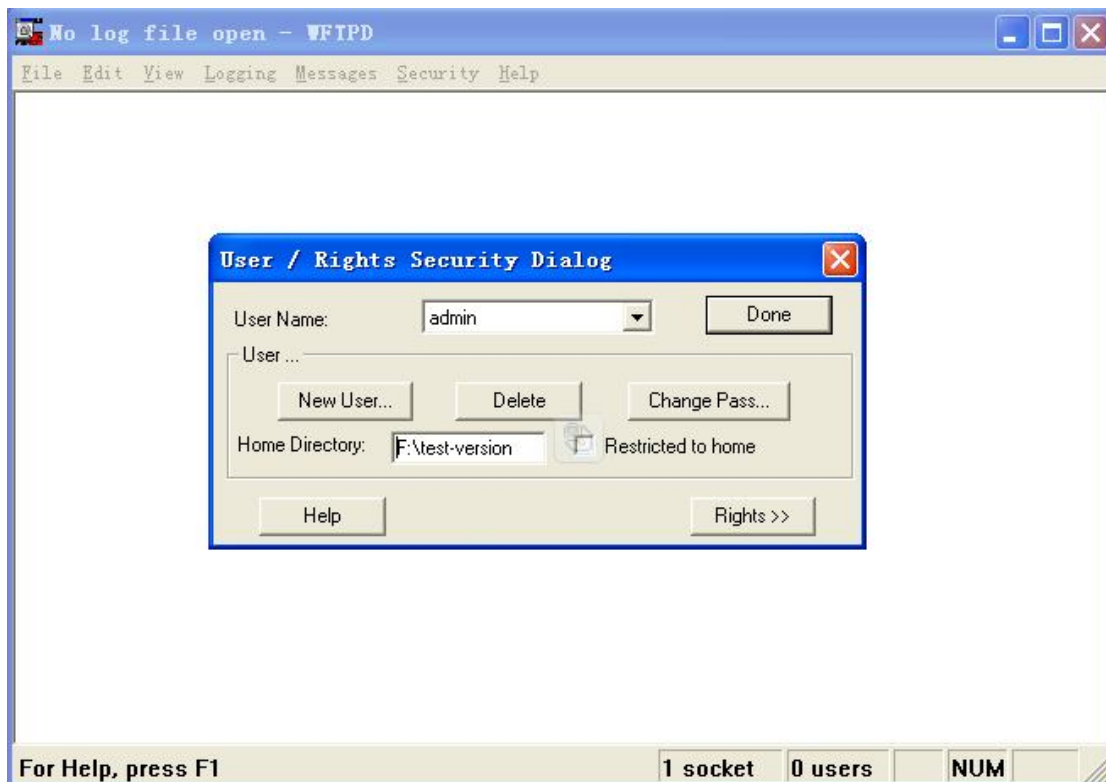 No log file open - WFTPD
File Edit View Logging Messages Security Help
User / Rights Security Dialog
User Name: admin Done
User ...
New User... Delete Change Pass...
Home Directory: F:\test-version Restricted to home
Help Rights >>
For Help, press F1 1 socket 0 users NUM